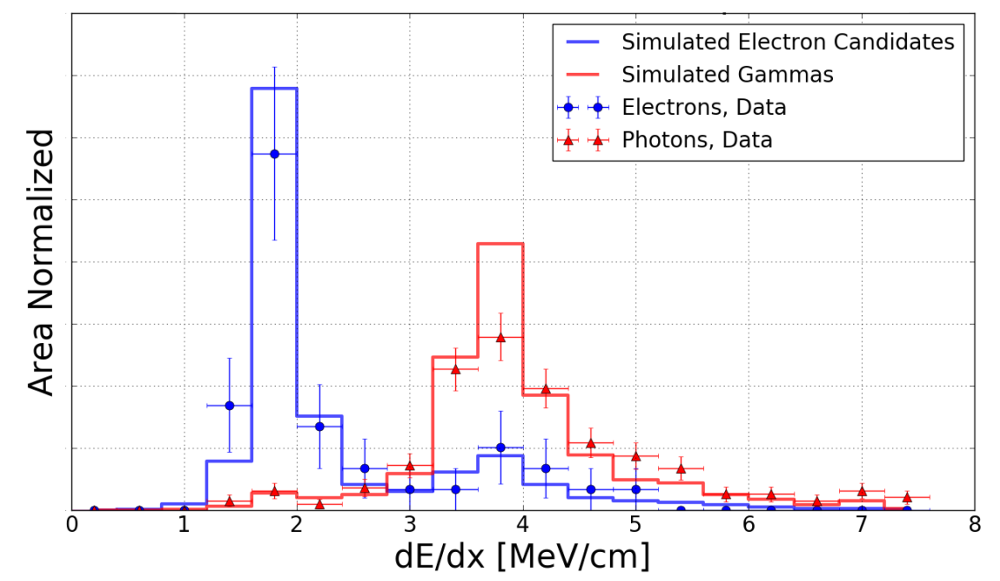 Simulated Electron Candidates
Simulated Gammas
Electrons, Data
Photons, Data
Area Normalized
0 1 2 3 4 5 6 7 8
dE/dx [MeV/cm]